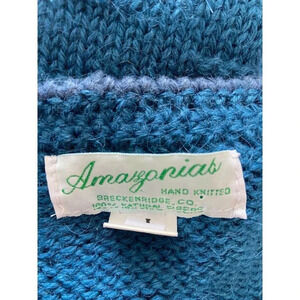 Amazonias
HAND KNITTED
BRECKENRIDGE, CO.
100% NATURAL FIBERS